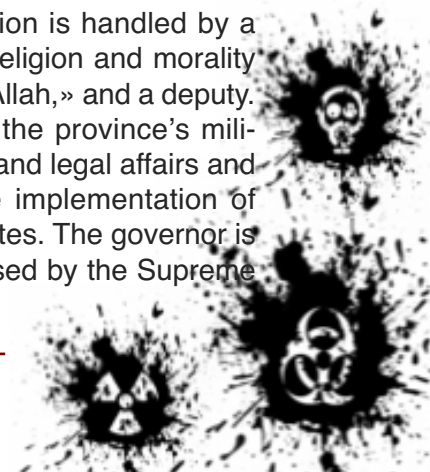 ion is handled by a
eligion and morality
Allah,» and a deputy.
the province’s mili-
and legal affairs and
implementation of
tes. The governor is
sed by the Supreme